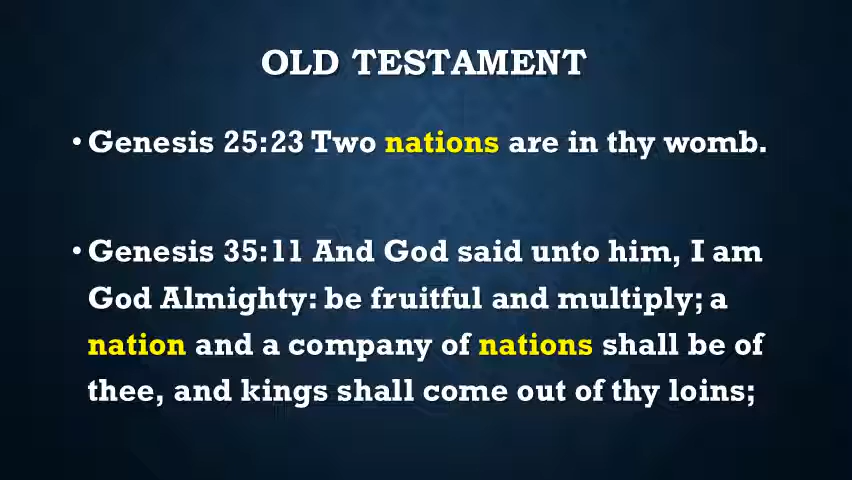 OLD TESTAMENT
• Genesis 25:23 Two nations are in thy womb.
• Genesis 35:11 And God said unto him, I am
God Almighty: be fruitful and multiply; a
nation and a company of nations shall be of
thee, and kings shall come out of thy loins;